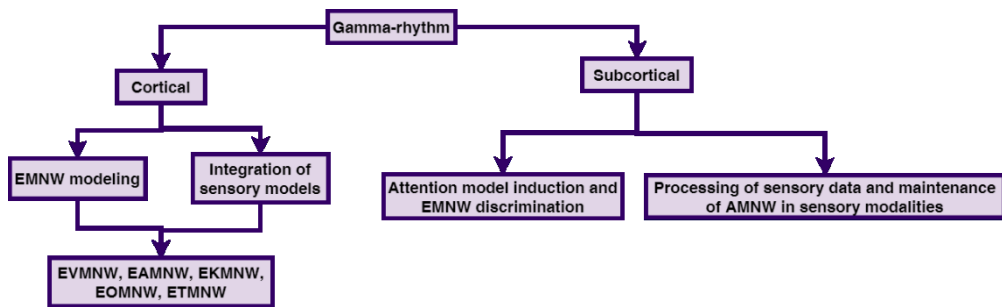 Gamma-rhythm
Cortical
Subcortical
EMNW modeling
Integration of
sensory models
Attention model induction and
EMNW discrimination
Processing of sensory data and maintenance
of AMNW in sensory modalities
EVMNW, EAMNW, EKMNW,
EOMNW, ETMNW